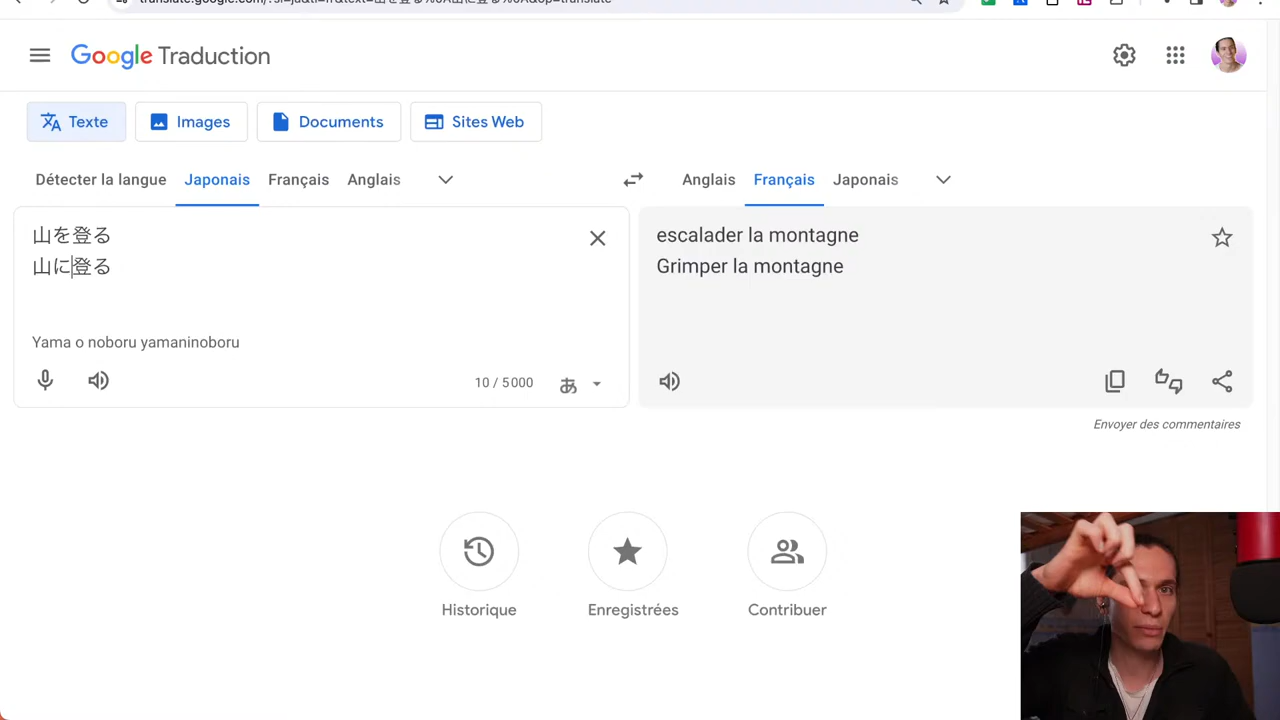 Google Traduction
Texte
Images
Documents
Sites Web
Détecter la langue
Japonais
Français
Anglais
Anglais
Français
Japonais
山を登る
山に登る
Yama o noboru yamaninoboru
10 / 5000
あ
escalader la montagne
Grimper la montagne
Envoyer des commentaires
Historique
Enregistrées
Contribuer